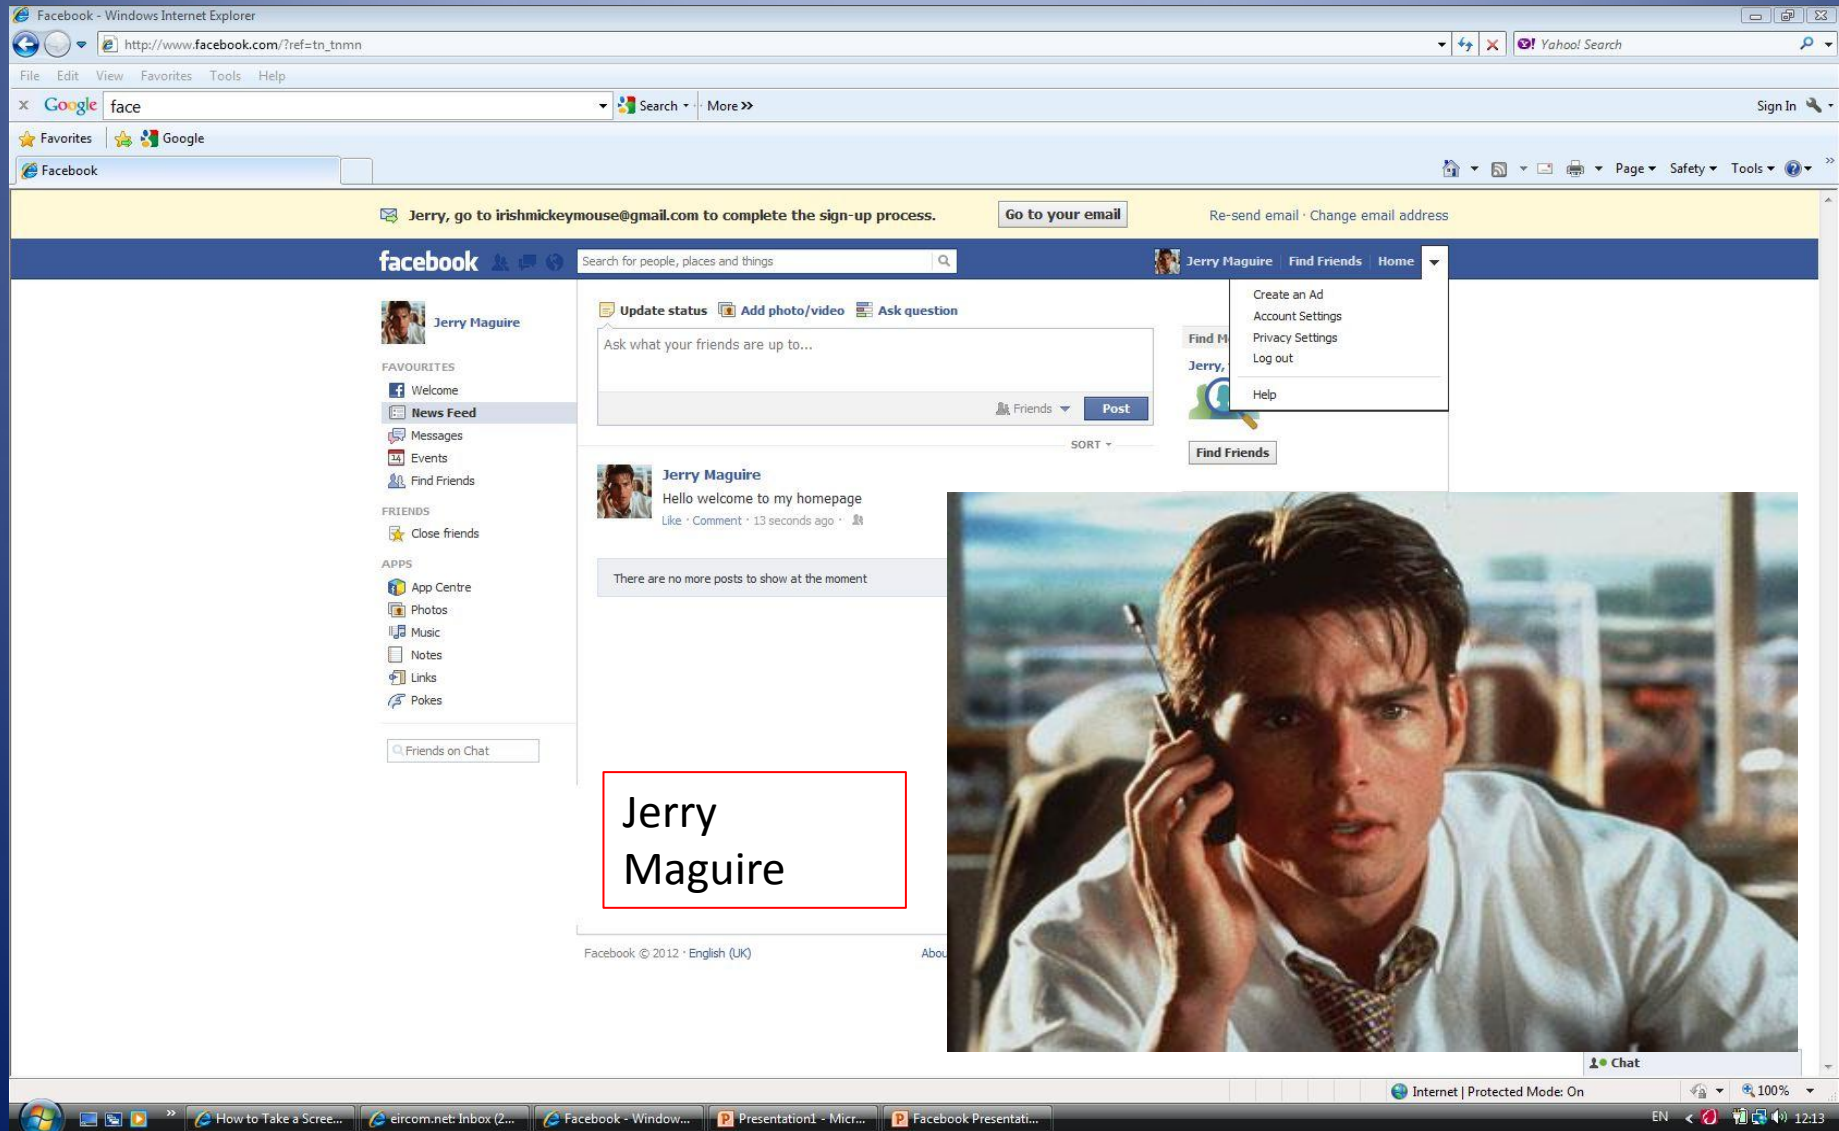 Facebook - Windows Internet Explorer
http://www.facebook.com/?ref=tn_tnmn
Yahoo! Search
File Edit View Favorites Tools Help
x Google face Search More >> Sign In
Favorites Google
Facebook
Page Safety Tools
Jerry, go to irishmickeymouse@gmail.com to complete the sign-up process. Go to your email Re-send email · Change email address
facebook Search for people, places and things Jerry Maguire Find Friends Home
Create an Ad
Account Settings
Privacy Settings
Log out
Help
Jerry Maguire
FAVOURITES
Welcome
News Feed
Messages
14 Events
Find Friends
FRIENDS
Close friends
APPS
App Centre
Photos
Music
Notes
Links
Pokes
Friends on Chat
Update status Add photo/video Ask question
Ask what your friends are up to...
Friends Post
SORT
Jerry Maguire
Hello welcome to my homepage
Like · Comment · 13 seconds ago ·
There are no more posts to show at the moment
Find M
Jerry,
Find Friends
Jerry
Maguire
Facebook © 2012 · English (UK) Abou
Chat
Internet | Protected Mode: On 100%
How to Take a Scree... eircom.net: Inbox (2... Facebook - Window... Presentation1 - Micr... Facebook Presentati... EN 12:13